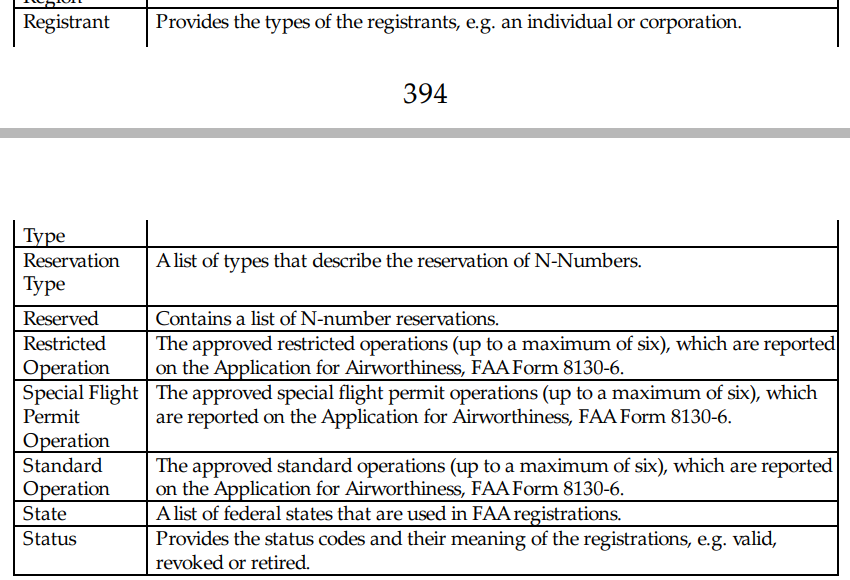 Region
Registrant Provides the types of the registrants, e.g. an individual or corporation.
394
Type
Reservation A list of types that describe the reservation of N-Numbers.
Type
Reserved Contains a list of N-number reservations.
Restricted The approved restricted operations (up to a maximum of six), which are reported
Operation on the Application for Airworthiness, FAA Form 8130-6.
Special Flight The approved special flight permit operations (up to a maximum of six), which
Permit are reported on the Application for Airworthiness, FAA Form 8130-6.
Operation
Standard The approved standard operations (up to a maximum of six), which are reported
Operation on the Application for Airworthiness, FAA Form 8130-6.
State A list of federal states that are used in FAA registrations.
Status Provides the status codes and their meaning of the registrations, e.g. valid,
revoked or retired.